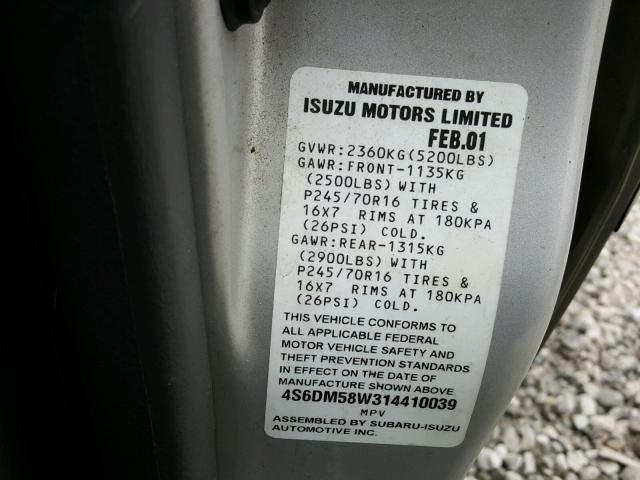 MANUFACTURED BY
ISUZU MOTORS LIMITED
FEB.01
GVWR:2360KG(5200LBS)
GAWR:FRONT-1135KG
(2500LBS) WITH
P245/70R16 TIRES &
16X7 RIMS AT 180KPA
(26PSI) COLD.
GAWR:REAR-1315KG
(2900LBS) WITH
P245/70R16 TIRES &
16X7 RIMS AT 180KPA
(26PSI) COLD.
THIS VEHICLE CONFORMS TO
ALL APPLICABLE FEDERAL
MOTOR VEHICLE SAFETY AND
THEFT PREVENTION STANDARDS
IN EFFECT ON THE DATE OF
MANUFACTURE SHOWN ABOVE
4S6DM58W314410039
MPV
ASSEMBLED BY SUBARU-ISUZU
AUTOMOTIVE INC.